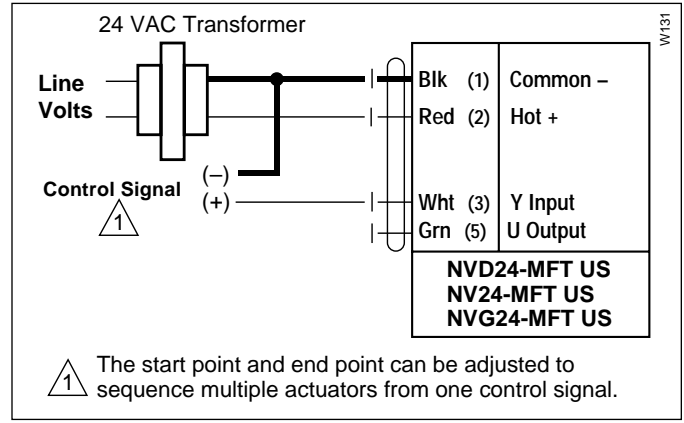 24 VAC Transformer
W131
Line
Volts
Blk (1) Common –
Red (2) Hot +
(–)
Control Signal
(+)
1
Wht (3) Y Input
Grn (5) U Output
NVD24-MFT US
NV24-MFT US
NVG24-MFT US
1 The start point and end point can be adjusted to
sequence multiple actuators from one control signal.